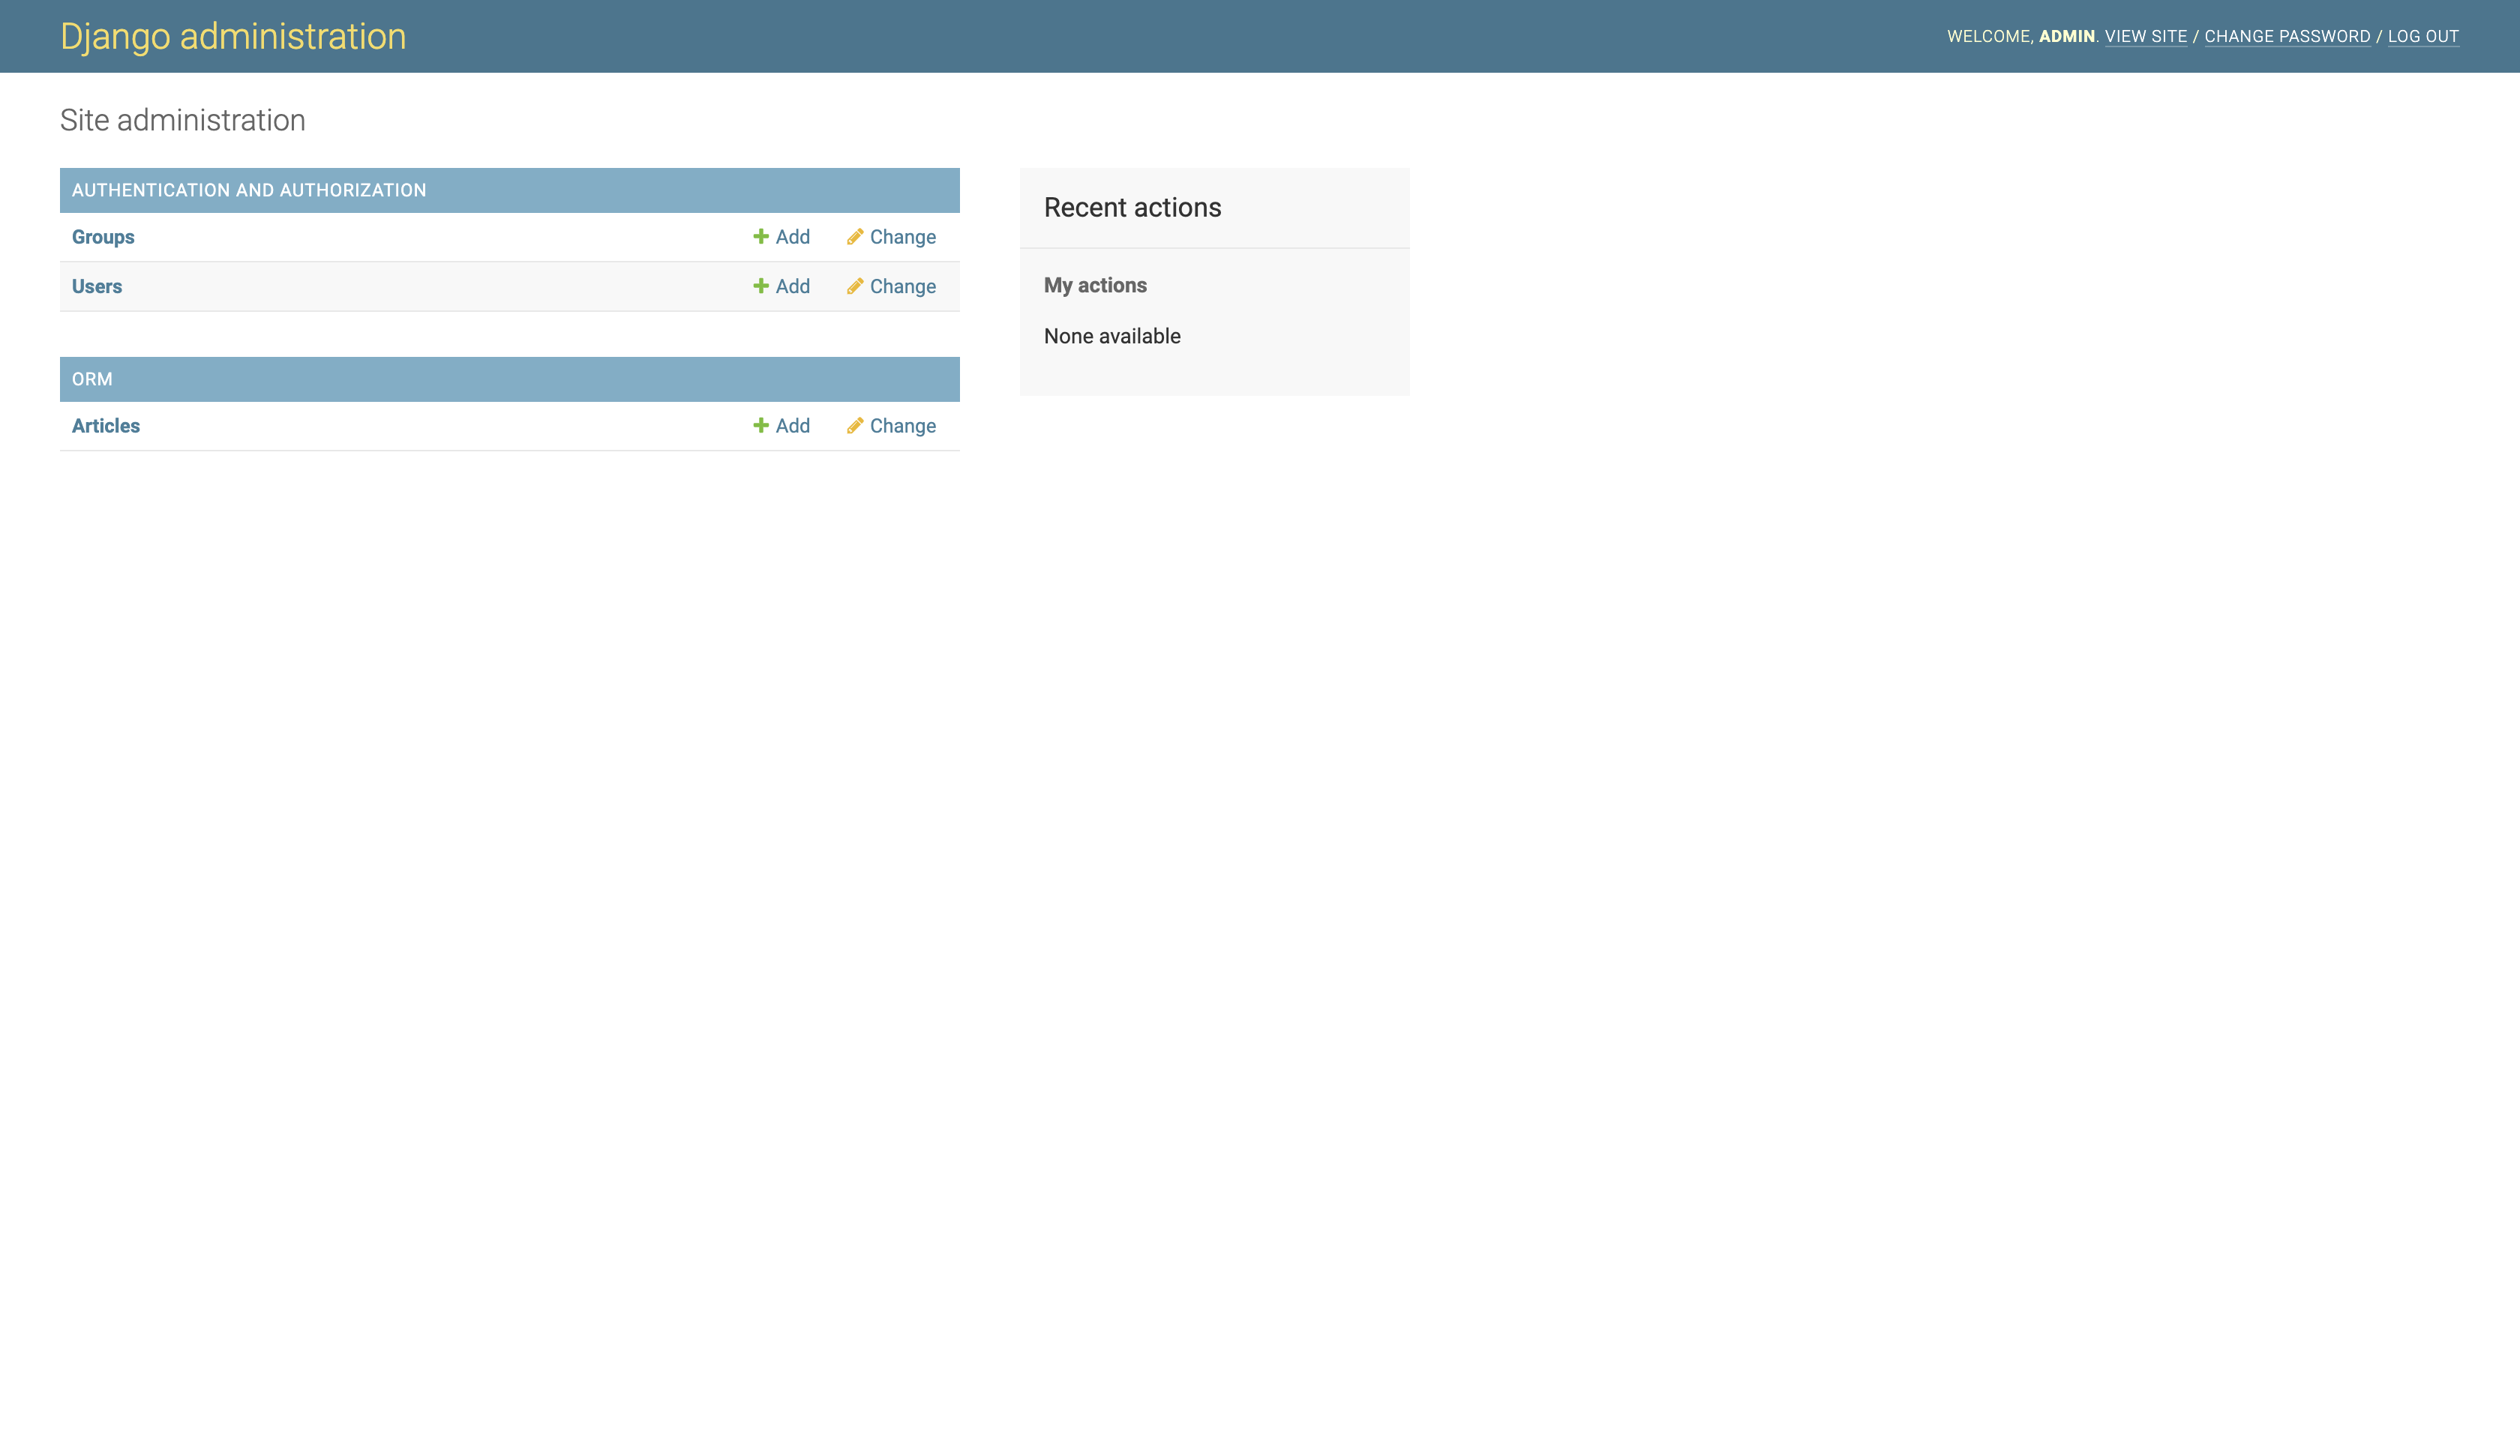 Django administration
WELCOME, ADMIN. VIEW SITE / CHANGE PASSWORD / LOG OUT
Site administration
AUTHENTICATION AND AUTHORIZATION
Groups Add Change
Users Add Change
ORM
Articles Add Change
Recent actions
My actions
None available